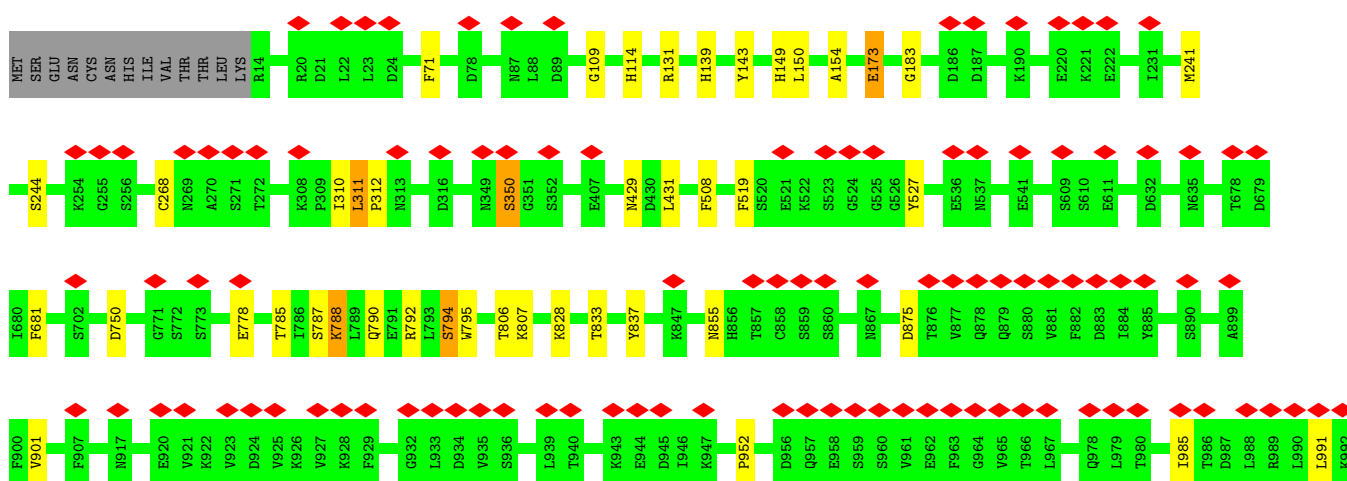 MET SER GLU ASN CYS ASN HIS ILE VAL THR THR LEU LYS R14 R20 D21 L22 L23 D24 F71 D78 N87 L88 D89 G109 H114 R131 H139 Y143 H149 L150 A154 E173 G183 D186 D187 K190 E220 K221 E222 I231 M241
S244 K254 G255 S256 C268 N269 A270 S271 T272 K308 P309 I310 L311 P312 N313 D316 N349 S350 G351 S352 E407 N429 D430 L431 F508 F519 S520 E521 K522 S523 G524 G525 G526 Y527 E536 N537 E541 S609 S610 E611 D632 N635 T678 D679
I680 F681 S702 D750 G771 S772 S773 E778 T785 I786 S787 K788 L789 Q790 E791 R792 L793 S794 W795 T806 K807 K828 T833 Y837 K847 N855 H856 T857 C858 S859 S860 N867 D875 T876 V877 Q878 Q879 S880 V881 F882 D883 I884 Y885 S890 A899
F900 V901 F907 N917 E920 V921 K922 V923 D924 V925 K926 V927 K928 F929 G932 L933 D934 V935 S936 L939 T940 K943 E944 D945 I946 K947 P952 D956 Q957 E958 S959 S960 V961 E962 F963 G964 V965 T966 L967 Q978 L979 T980 I985 T986 D987 L988 R989 L990 L991 K992